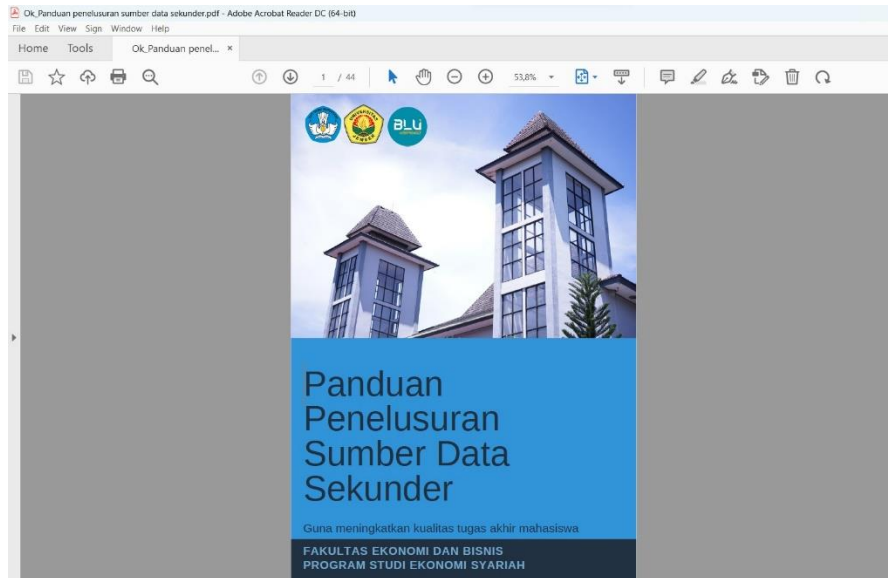 Ok_Panduan penelusuran sumber data sekunder.pdf - Adobe Acrobat Reader DC (64-bit)
File Edit View Sign Window Help
Home Tools Ok_Panduan penel... ×
1 / 44 53,8%
UNIVERSITAS
JEMBER
BLU
Panduan
Penelusuran
Sumber Data
Sekunder
Guna meningkatkan kualitas tugas akhir mahasiswa
FAKULTAS EKONOMI DAN BISNIS
PROGRAM STUDI EKONOMI SYARIAH